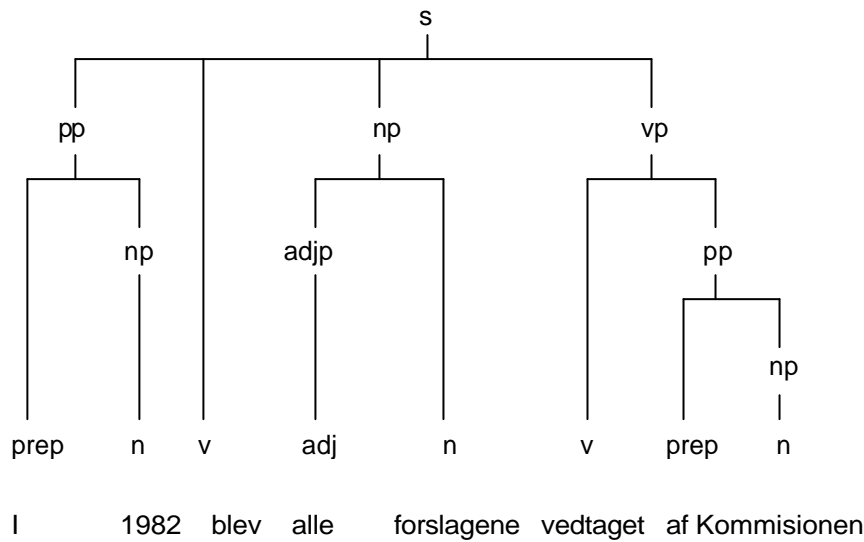 s
pp np vp
np adjp pp
np
prep n v adj n v prep n
I 1982 blev alle forslagene vedtaget af Kommisionen